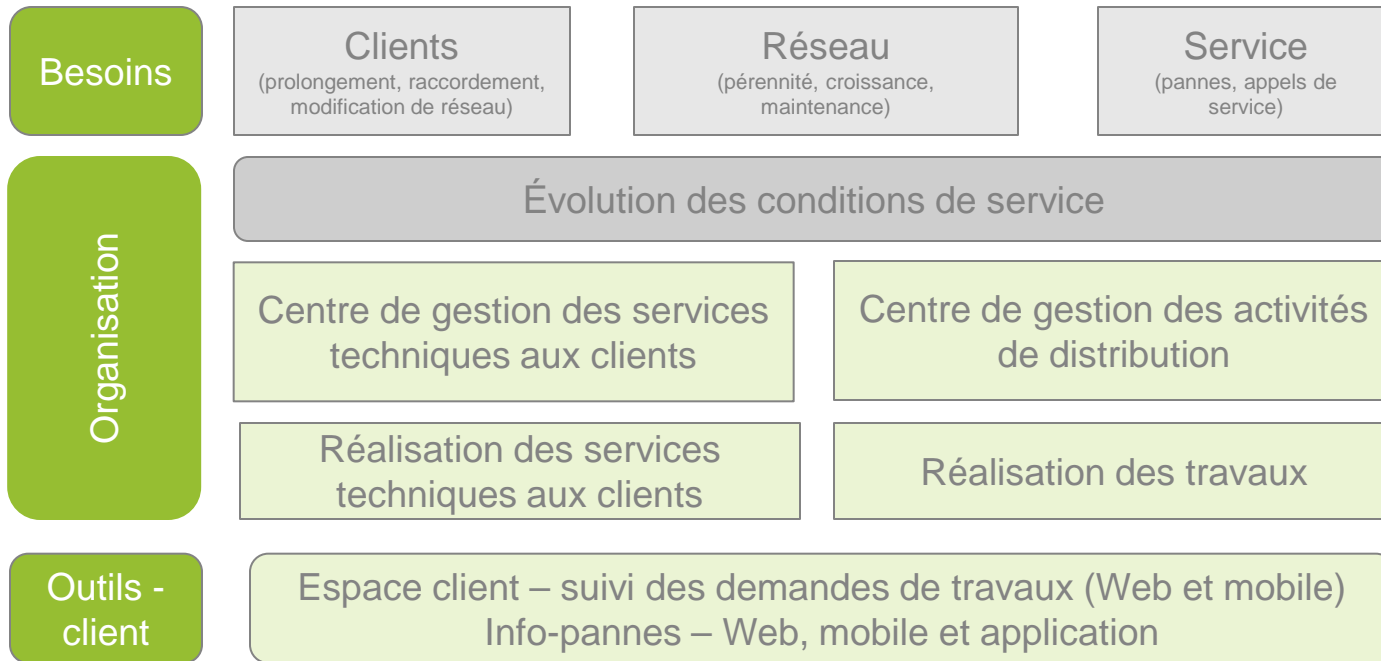 Besoins
Clients
(prolongement, raccordement,
modification de réseau)
Réseau
(pérennité, croissance,
maintenance)
Service
(pannes, appels de
service)
Organisation
Évolution des conditions de service
Centre de gestion des services
techniques aux clients
Centre de gestion des activités
de distribution
Réalisation des services
techniques aux clients
Réalisation des travaux
Outils -
client
Espace client – suivi des demandes de travaux (Web et mobile)
Info-pannes – Web, mobile et application